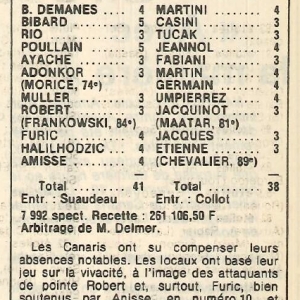 B. DEMANES 4
BIBARD ..... 5
RIO ........ 3
POULLAIN ... 5
AYACHE ..... 3
ADONKOR .... 3
(MORICE, 74e)
MULLER ..... 3
ROBERT ..... 3
(FRANKOWSKI, 84e)
FURIC ...... 4
HALILHODZIC 4
AMISSE ..... 4
Total ..... 41
Entr. : Suaudeau
MARTINI .... 4
CASINI ..... 3
TUCAK ...... 3
JEANNOL .... 4
FABIANI .... 3
MARTIN ..... 4
GERMAIN .... 4
UMPIERREZ .. 4
JACQUINOT .. 3
(MAATAR, 81e)
JACQUES .... 3
ETIENNE .... 3
(CHEVALIER, 89e)
Total ..... 38
Entr. : Collot
7 992 spect. Recette : 261 106,50 F.
Arbitrage de M. Delmer.
Les Canaris ont su compenser leurs
absences notables. Les locaux ont basé leur
jeu sur la vivacité, à l'image des attaquants
de pointe Robert et, surtout, Furic, bien
soutenus par Amisse, en numéro 10, et